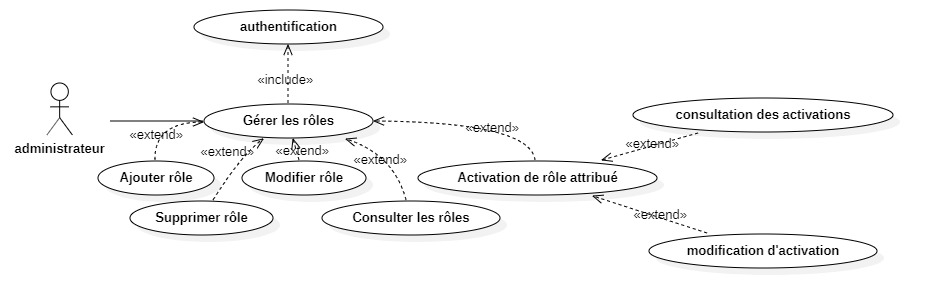 authentification
«include»
Gérer les rôles
administrateur
«extend»
«extend»
«extend»
«extend»
«extend»
consultation des activations
«extend»
Ajouter rôle
Modifier rôle
Activation de rôle attribué
Supprimer rôle
Consulter les rôles
«extend»
modification d'activation